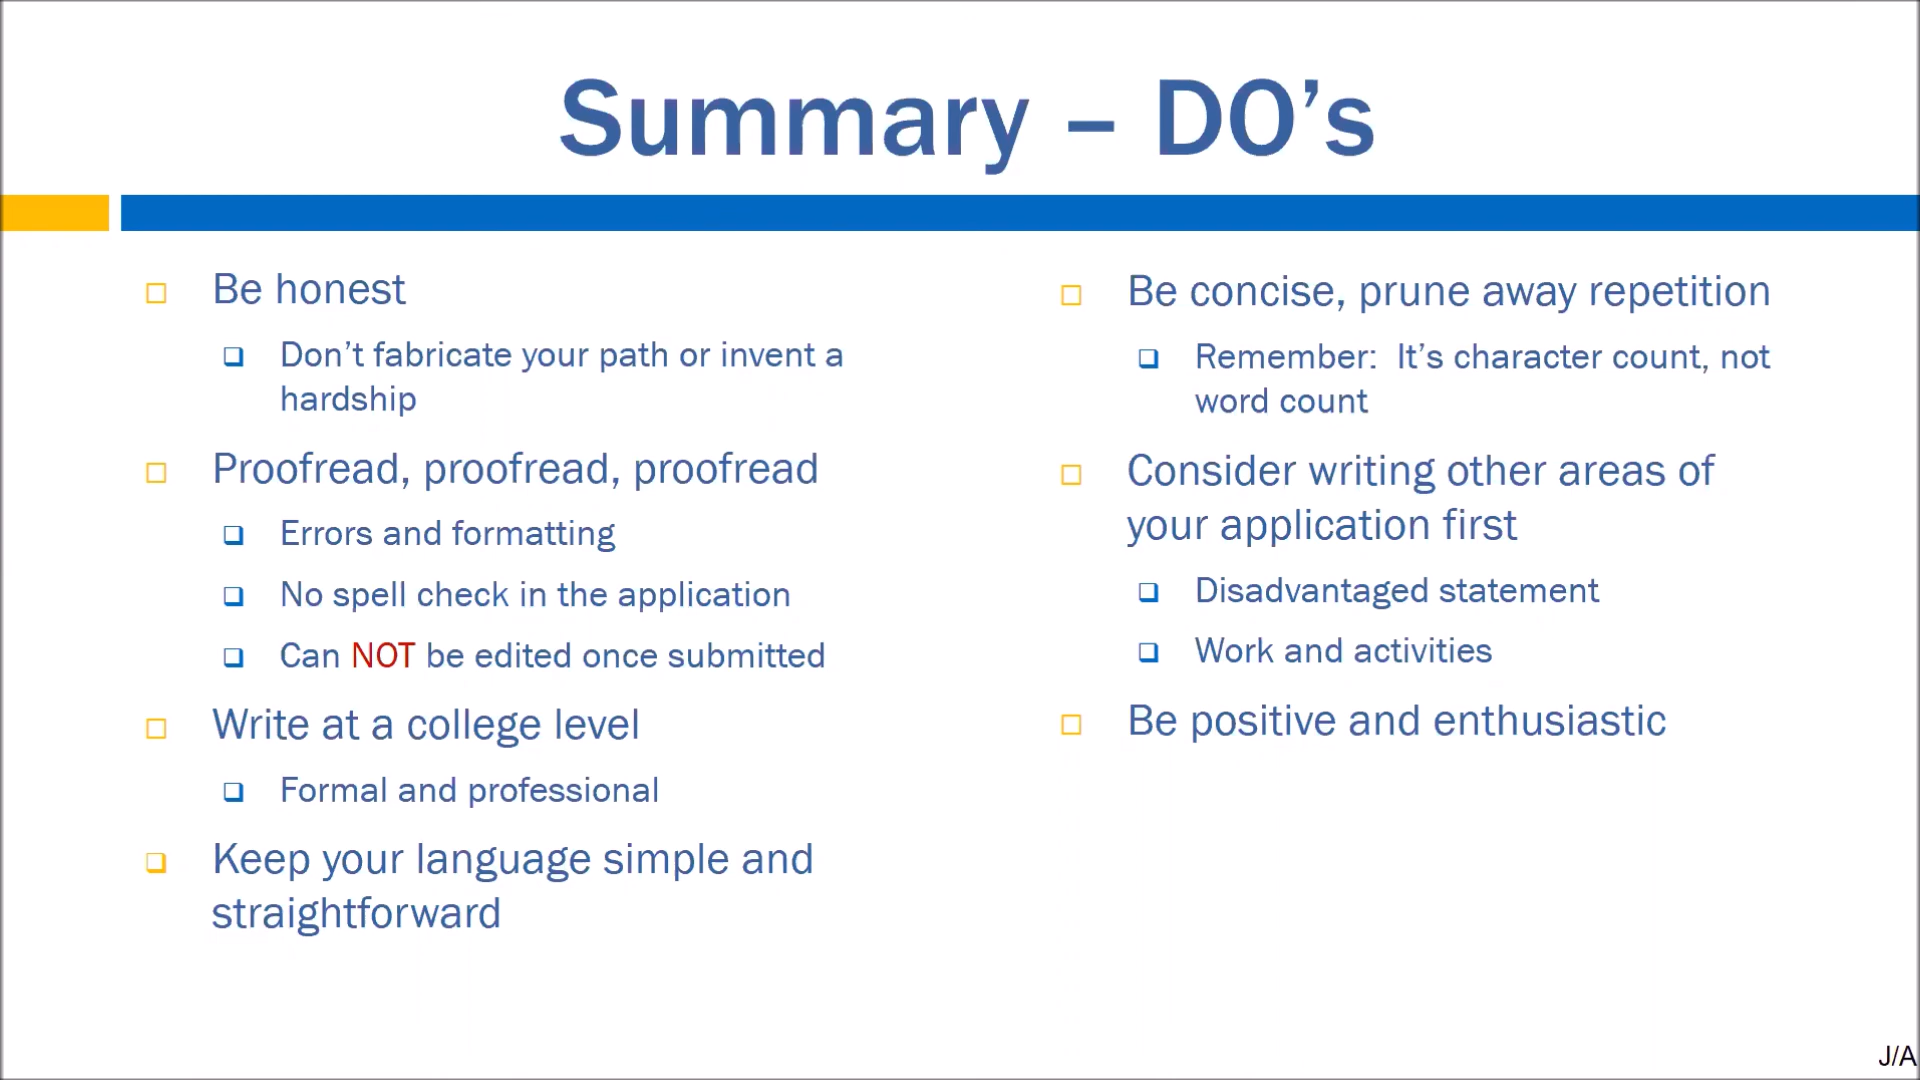 Summary – DO’s
Be honest
Don’t fabricate your path or invent a
hardship
Proofread, proofread, proofread
Errors and formatting
No spell check in the application
Can NOT be edited once submitted
Write at a college level
Formal and professional
Keep your language simple and
straightforward
Be concise, prune away repetition
Remember:  It’s character count, not
word count
Consider writing other areas of
your application first
Disadvantaged statement
Work and activities
Be positive and enthusiastic
J/A